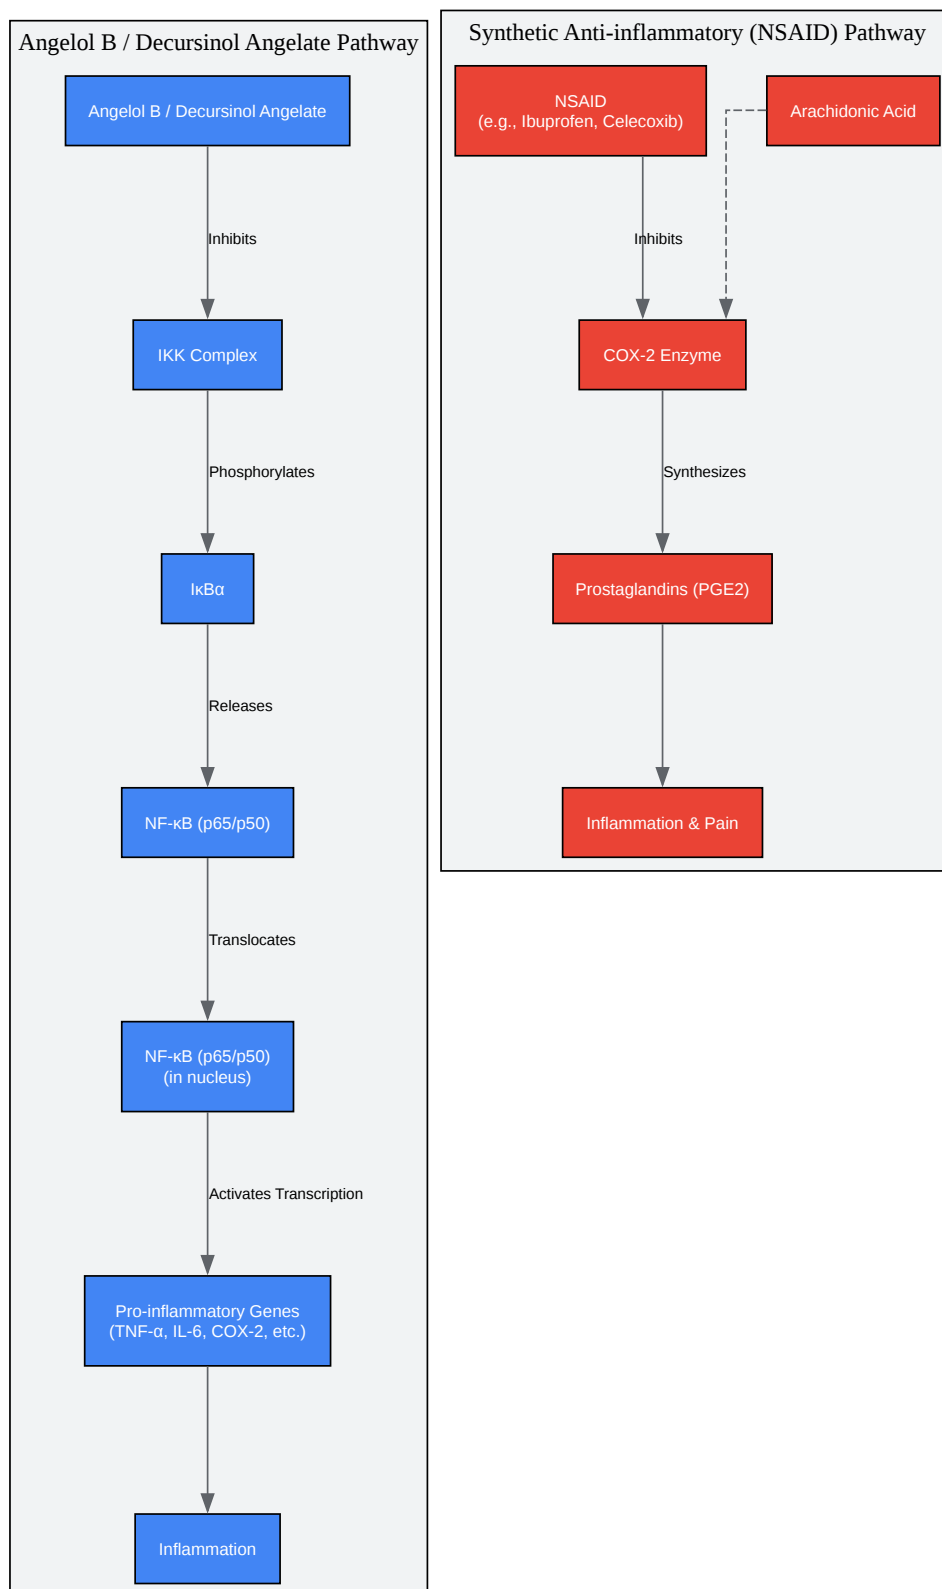 Angelol B / Decursinol Angelate Pathway
Angelol B / Decursinol Angelate
Inhibits
IKK Complex
Phosphorylates
IκBα
Releases
NF-κB (p65/p50)
Translocates
NF-κB (p65/p50)
(in nucleus)
Activates Transcription
Pro-inflammatory Genes
(TNF-α, IL-6, COX-2, etc.)
Inflammation
Synthetic Anti-inflammatory (NSAID) Pathway
NSAID
(e.g., Ibuprofen, Celecoxib)
Arachidonic Acid
Inhibits
COX-2 Enzyme
Synthesizes
Prostaglandins (PGE2)
Inflammation & Pain